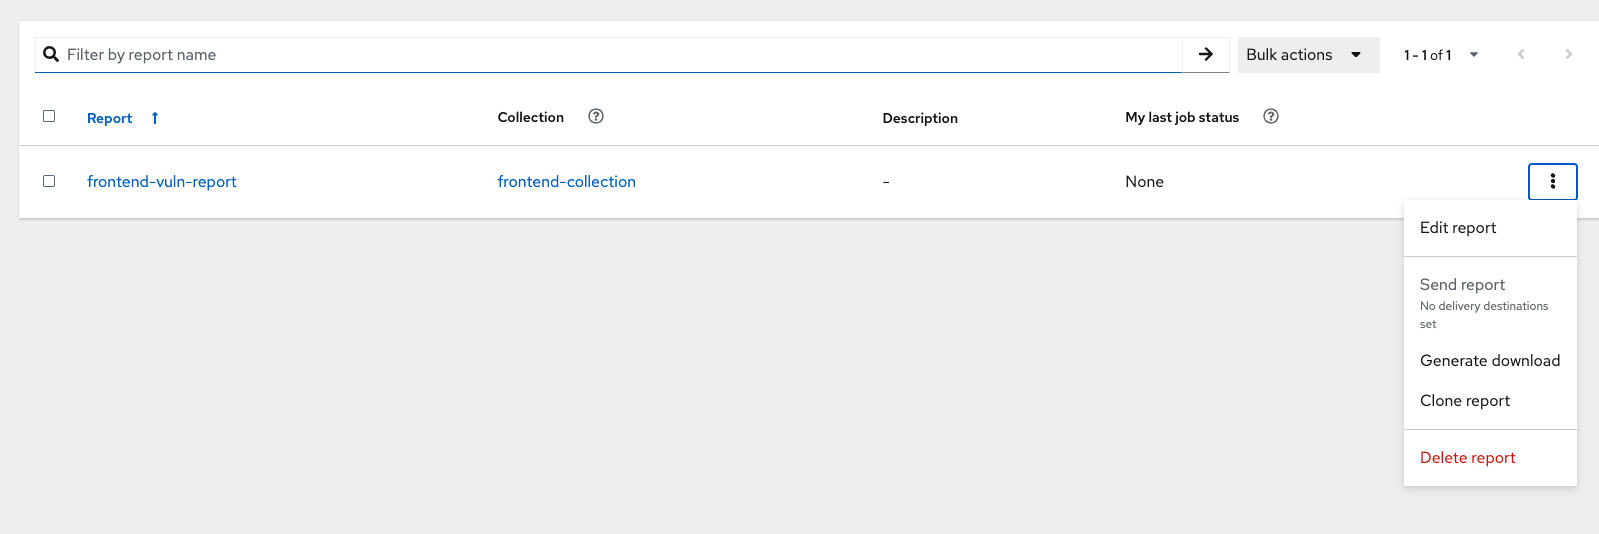 Filter by report name
Bulk actions
1 - 1 of 1
Report
Collection
Description
My last job status
frontend-vuln-report
frontend-collection
-
None
Edit report
Send report
No delivery destinations
set
Generate download
Clone report
Delete report